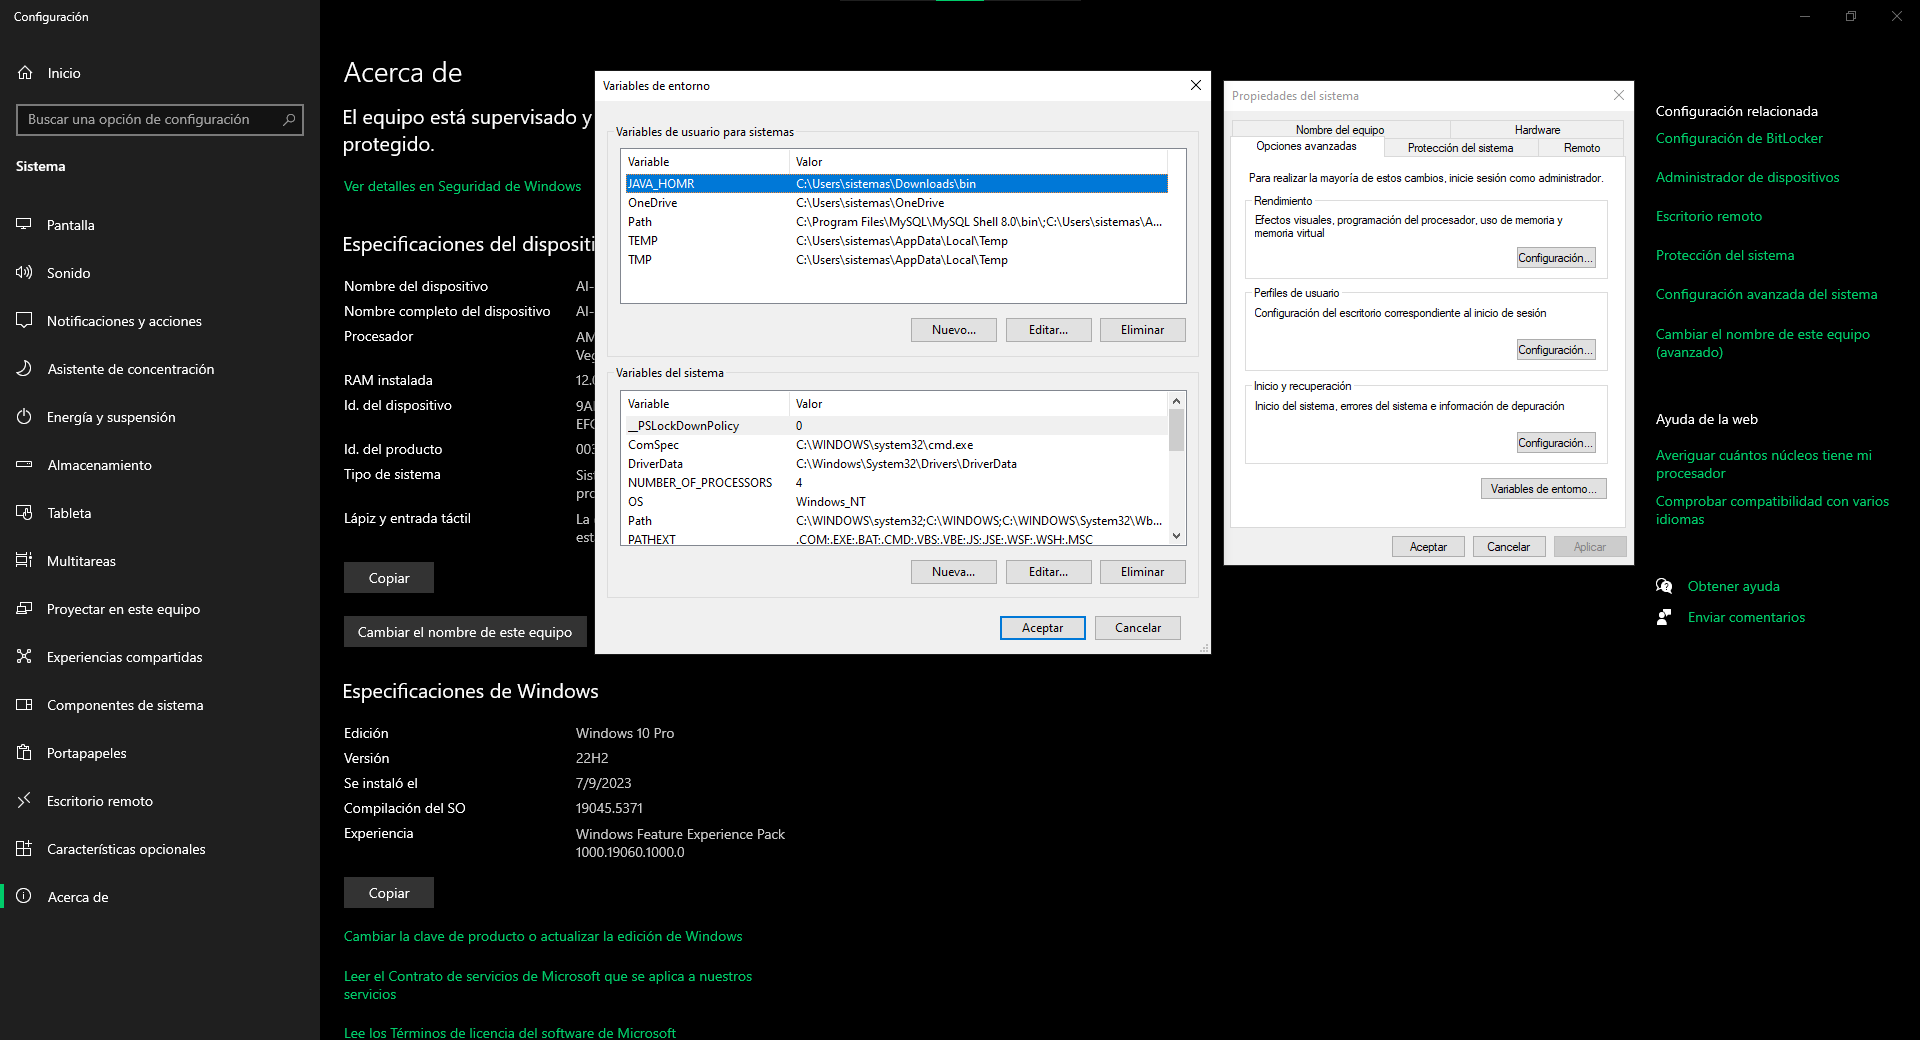 Configuración
Inicio
Buscar una opción de configuración
Sistema
Pantalla
Sonido
Notificaciones y acciones
Asistente de concentración
Energía y suspensión
Almacenamiento
Tableta
Multitareas
Proyectar en este equipo
Experiencias compartidas
Componentes de sistema
Portapapeles
Escritorio remoto
Características opcionales
Acerca de
Acerca de
El equipo está supervisado y
protegido.
Ver detalles en Seguridad de Windows
Especificaciones del dispositi
Nombre del dispositivo AI-
Nombre completo del dispositivo AI-
Procesador AM
Veg
RAM instalada 12.0
Id. del dispositivo 9A
EFC
Id. del producto 003
Tipo de sistema Sis
pro
Lápiz y entrada táctil La
est
Copiar
Cambiar el nombre de este equipo
Especificaciones de Windows
Edición Windows 10 Pro
Versión 22H2
Se instaló el 7/9/2023
Compilación del SO 19045.5371
Experiencia Windows Feature Experience Pack
1000.19060.1000.0
Copiar
Cambiar la clave de producto o actualizar la edición de Windows
Leer el Contrato de servicios de Microsoft que se aplica a nuestros
servicios
Lee los Términos de licencia del software de Microsoft
Variables de entorno
Variables de usuario para sistemas
Variable Valor
JAVA_HOMR C:\Users\sistemas\Downloads\bin
OneDrive C:\Users\sistemas\OneDrive
Path C:\Program Files\MySQL\MySQL Shell 8.0\bin\;C:\Users\sistemas\A...
TEMP C:\Users\sistemas\AppData\Local\Temp
TMP C:\Users\sistemas\AppData\Local\Temp
Nuevo... Editar... Eliminar
Variables del sistema
Variable Valor
__PSLockDownPolicy 0
ComSpec C:\WINDOWS\system32\cmd.exe
DriverData C:\Windows\System32\Drivers\DriverData
NUMBER_OF_PROCESSORS 4
OS Windows_NT
Path C:\WINDOWS\system32;C:\WINDOWS;C:\WINDOWS\System32\Wb...
PATHEXT .COM;.EXE;.BAT;.CMD;.VBS;.VBE;.JS;.JSE;.WSF;.WSH;.MSC
Nueva... Editar... Eliminar
Aceptar Cancelar
Propiedades del sistema
Nombre del equipo Hardware
Opciones avanzadas Protección del sistema Remoto
Para realizar la mayoría de estos cambios, inicie sesión como administrador.
Rendimiento
Efectos visuales, programación del procesador, uso de memoria y
memoria virtual
Configuración...
Perfiles de usuario
Configuración del escritorio correspondiente al inicio de sesión
Configuración...
Inicio y recuperación
Inicio del sistema, errores del sistema e información de depuración
Configuración...
Variables de entorno...
Aceptar Cancelar Aplicar
Configuración relacionada
Configuración de BitLocker
Administrador de dispositivos
Escritorio remoto
Protección del sistema
Configuración avanzada del sistema
Cambiar el nombre de este equipo
(avanzado)
Ayuda de la web
Averiguar cuántos núcleos tiene mi
procesador
Comprobar compatibilidad con varios
idiomas
Obtener ayuda
Enviar comentarios